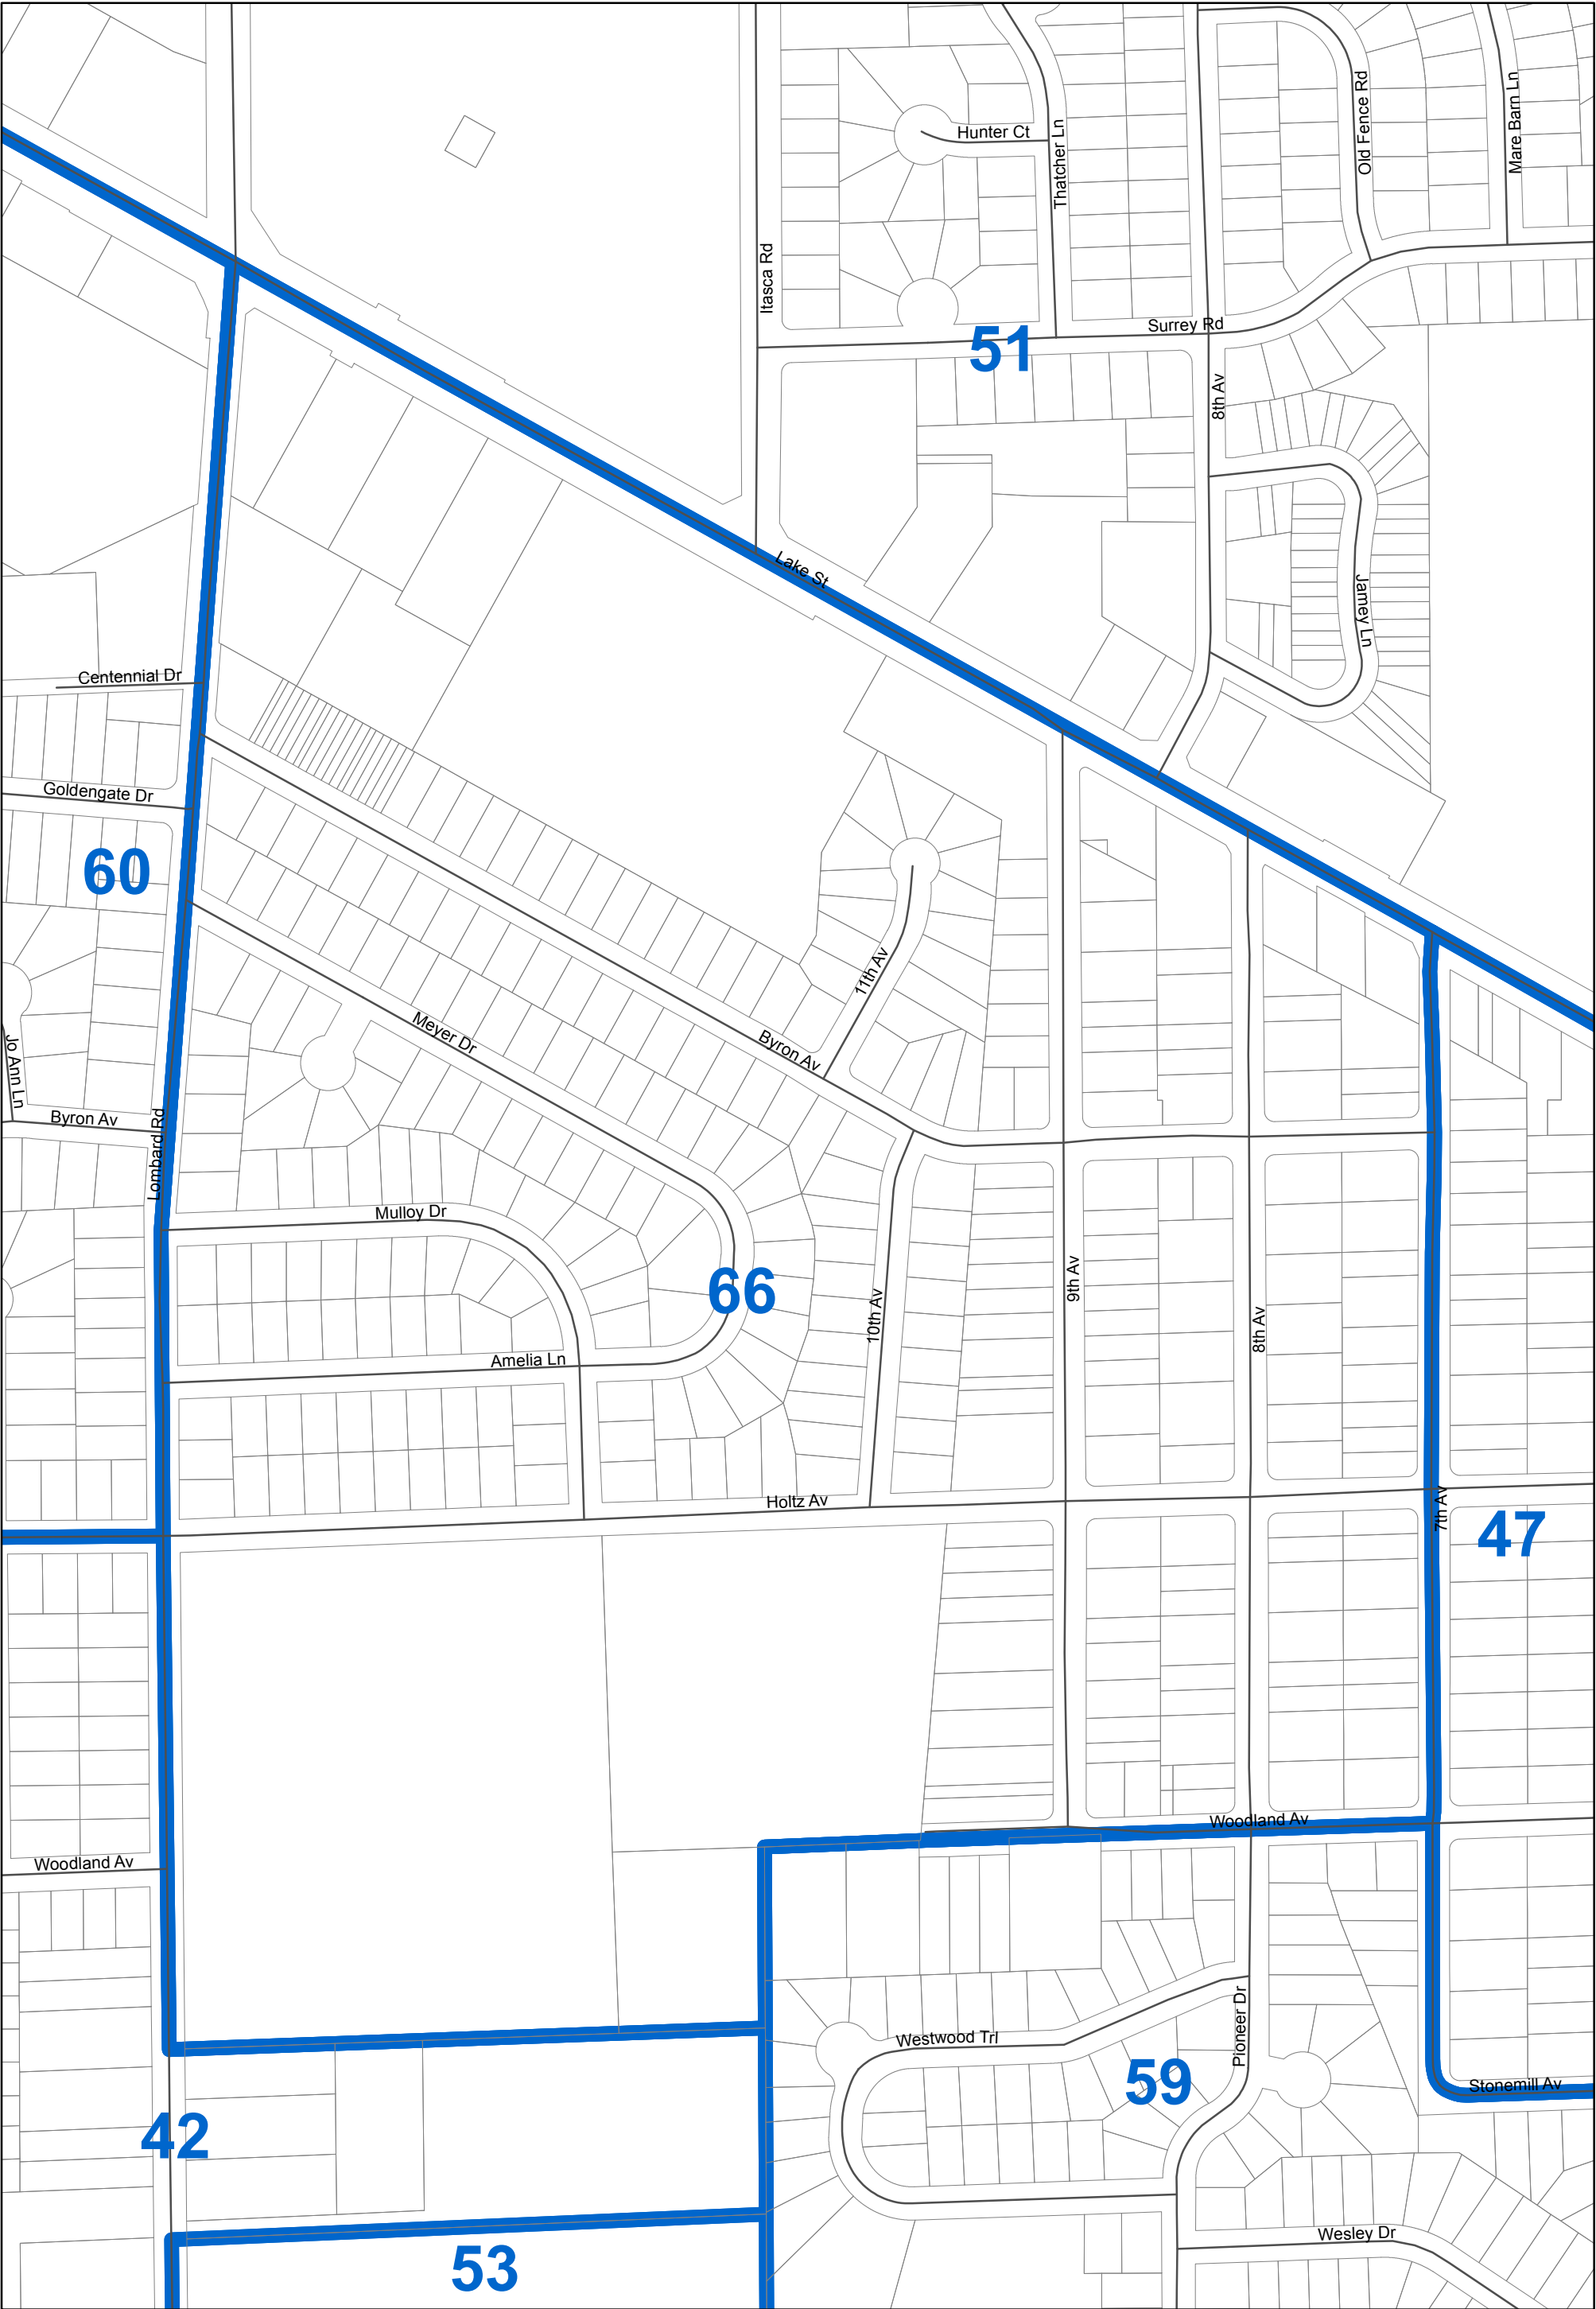 Hunter Ct
Thatcher Ln
Old Fence Rd
Mare Barn Ln
Itasca Rd
Surrey Rd
51
8th Av
Lake St
Jamey Ln
Centennial Dr
Goldengate Dr
60
11th Av
Meyer Dr
Byron Av
Jo Ann Ln
Byron Av
Lombard Rd
Mulloy Dr
66
10th Av
9th Av
8th Av
Amelia Ln
Holtz Av
7th Av
47
Woodland Av
Woodland Av
Westwood Trl
Pioneer Dr
59
Stonemill Av
42
Wesley Dr
53